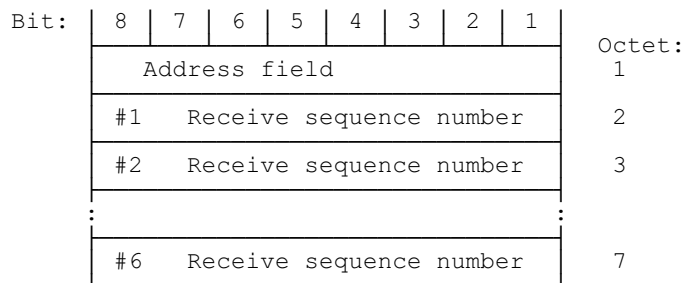 Bit: 8 7 6 5 4 3 2 1
Octet:
Address field 1
#1 Receive sequence number 2
#2 Receive sequence number 3
: :
#6 Receive sequence number 7